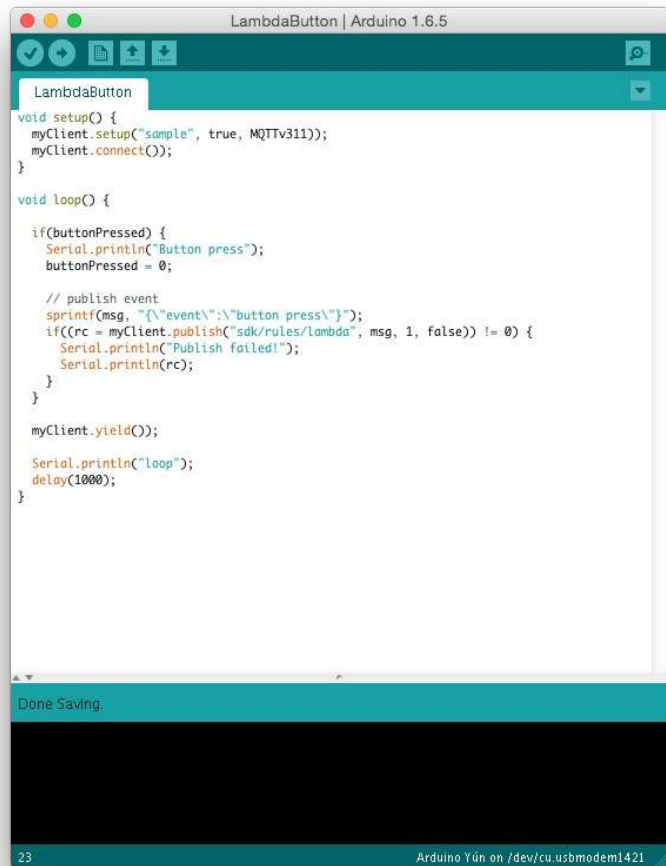 LambdaButton | Arduino 1.6.5
LambdaButton
void setup() {
  myClient.setup("sample", true, MQTTv311));
  myClient.connect());
}

void loop() {

  if(buttonPressed) {
    Serial.println("Button press");
    buttonPressed = 0;

    // publish event
    sprintf(msg, "{\"event\":\"button press\"}");
    if((rc = myClient.publish("sdk/rules/lambda", msg, 1, false)) != 0) {
      Serial.println("Publish failed!");
      Serial.println(rc);
    }
  }

  myClient.yield());

  Serial.println("loop");
  delay(1000);
}
Done Saving.
23
Arduino Yún on /dev/cu.usbmodem1421